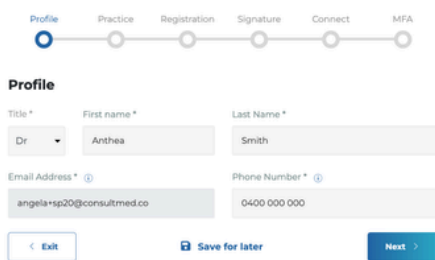 Profile Practice Registration Signature Connect MFA
Profile
Title * First name * Last Name *
Dr Anthea Smith
Email Address * Phone Number *
angela+sp20@consultmed.co 0400 000 000
< Exit Save for later Next >